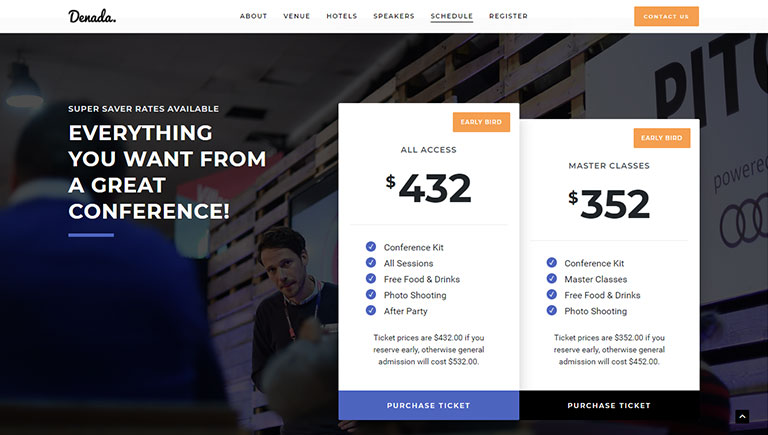 Denada.
ABOUT
VENUE
HOTELS
SPEAKERS
SCHEDULE
REGISTER
CONTACT US
SUPER SAVER RATES AVAILABLE
EVERYTHING
YOU WANT FROM
A GREAT
CONFERENCE!
EARLY BIRD
ALL ACCESS
$432
Conference Kit
All Sessions
Free Food & Drinks
Photo Shooting
After Party
Ticket prices are $432.00 if you
reserve early, otherwise general
admission will cost $532.00.
PURCHASE TICKET
EARLY BIRD
MASTER CLASSES
$352
Conference Kit
Master Classes
Free Food & Drinks
Photo Shooting
Ticket prices are $352.00 if you
reserve early, otherwise general
admission will cost $452.00.
PURCHASE TICKET
PITC
powered